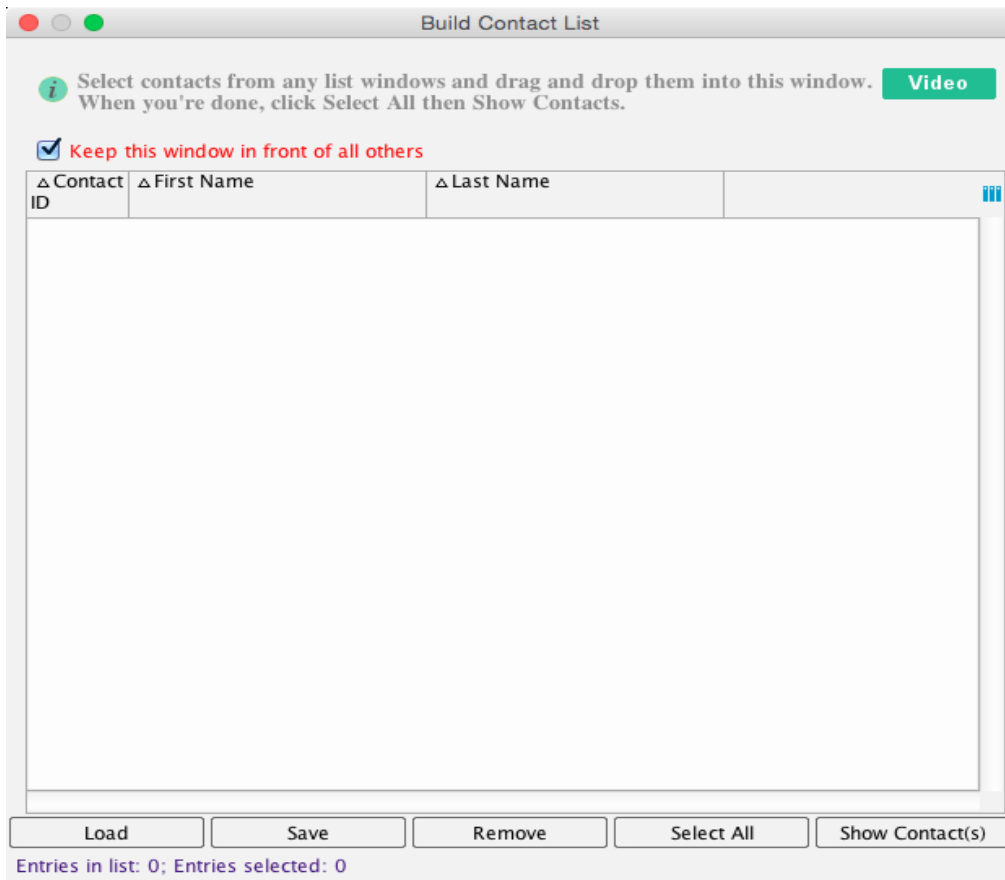 Build Contact List
Select contacts from any list windows and drag and drop them into this window.
When you're done, click Select All then Show Contacts.
Video
Keep this window in front of all others
Contact ID
First Name
Last Name
Load
Save
Remove
Select All
Show Contact(s)
Entries in list: 0; Entries selected: 0